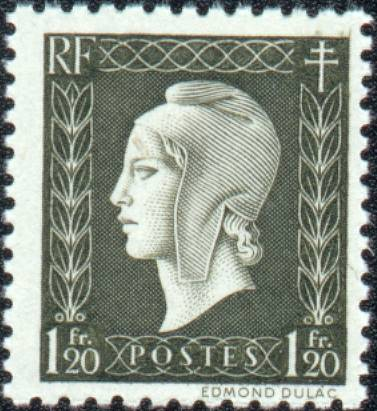 RF
1 fr. 20 POSTES 1 fr. 20
EDMOND DULAC